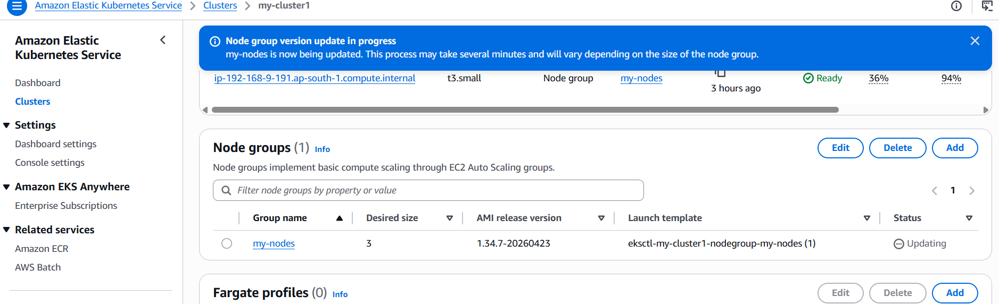 Amazon Elastic Kubernetes Service > Clusters > my-cluster1
Amazon Elastic
Kubernetes Service
Dashboard
Clusters
Settings
Dashboard settings
Console settings
Amazon EKS Anywhere
Enterprise Subscriptions
Related services
Amazon ECR
AWS Batch
Node group version update in progress
my-nodes is now being updated. This process may take several minutes and will vary depending on the size of the node group.
ip-192-168-9-191.ap-south-1.compute.internal t3.small Node group my-nodes 3 hours ago Ready 36% 94%
Node groups (1) Info Edit Delete Add
Node groups implement basic compute scaling through EC2 Auto Scaling groups.
Filter node groups by property or value 1
Group name Desired size AMI release version Launch template Status
my-nodes 3 1.34.7-20260423 eksctl-my-cluster1-nodegroup-my-nodes (1) Updating
Fargate profiles (0) Info Edit Delete Add